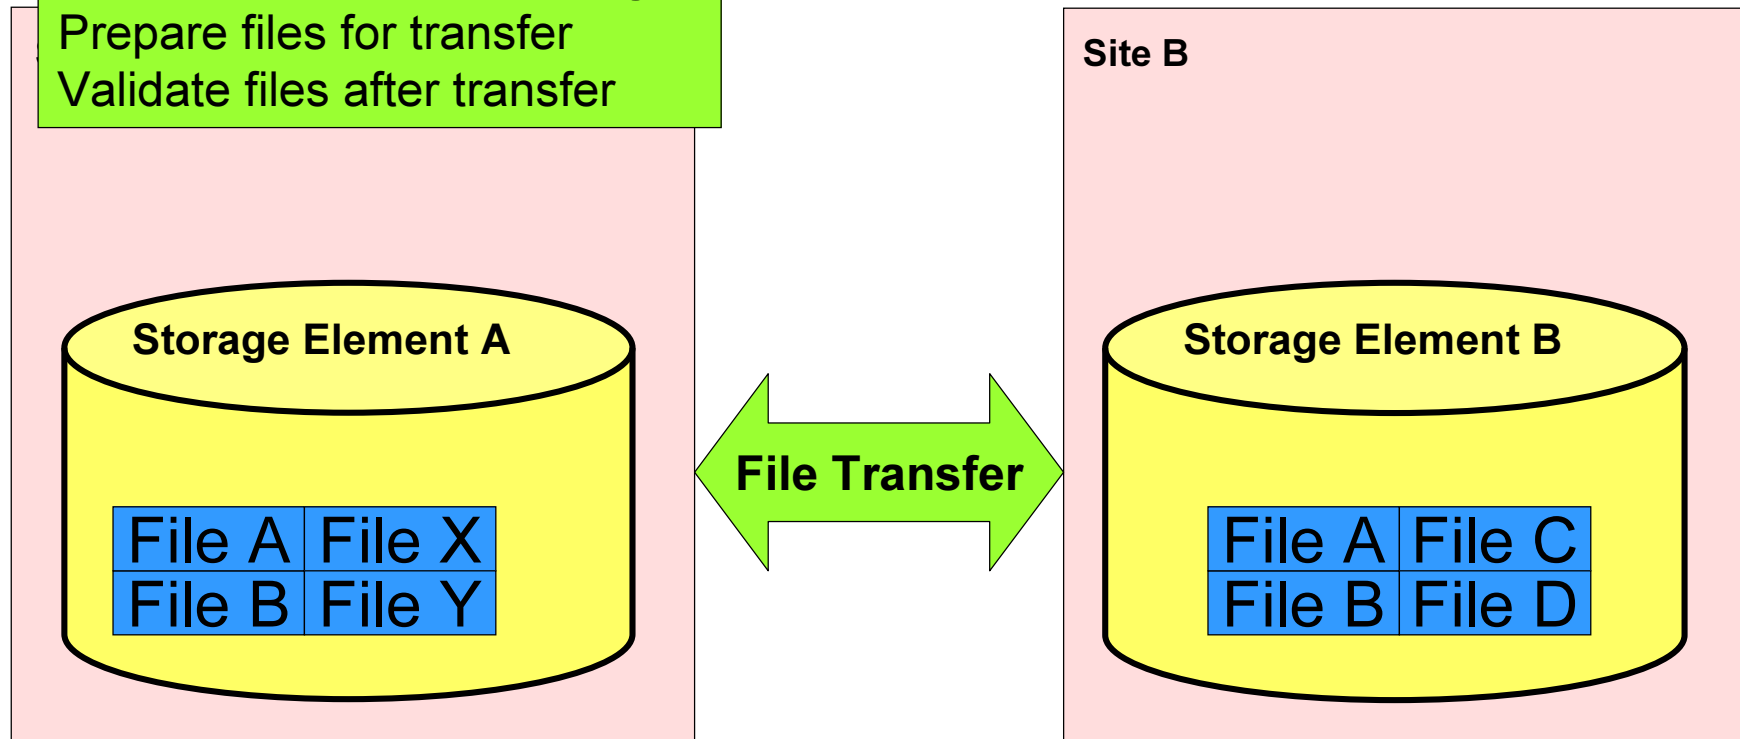 Prepare files for transfer
Validate files after transfer
Site B
Storage Element A
Storage Element B
File Transfer
File A File X
File B File Y
File A File C
File B File D